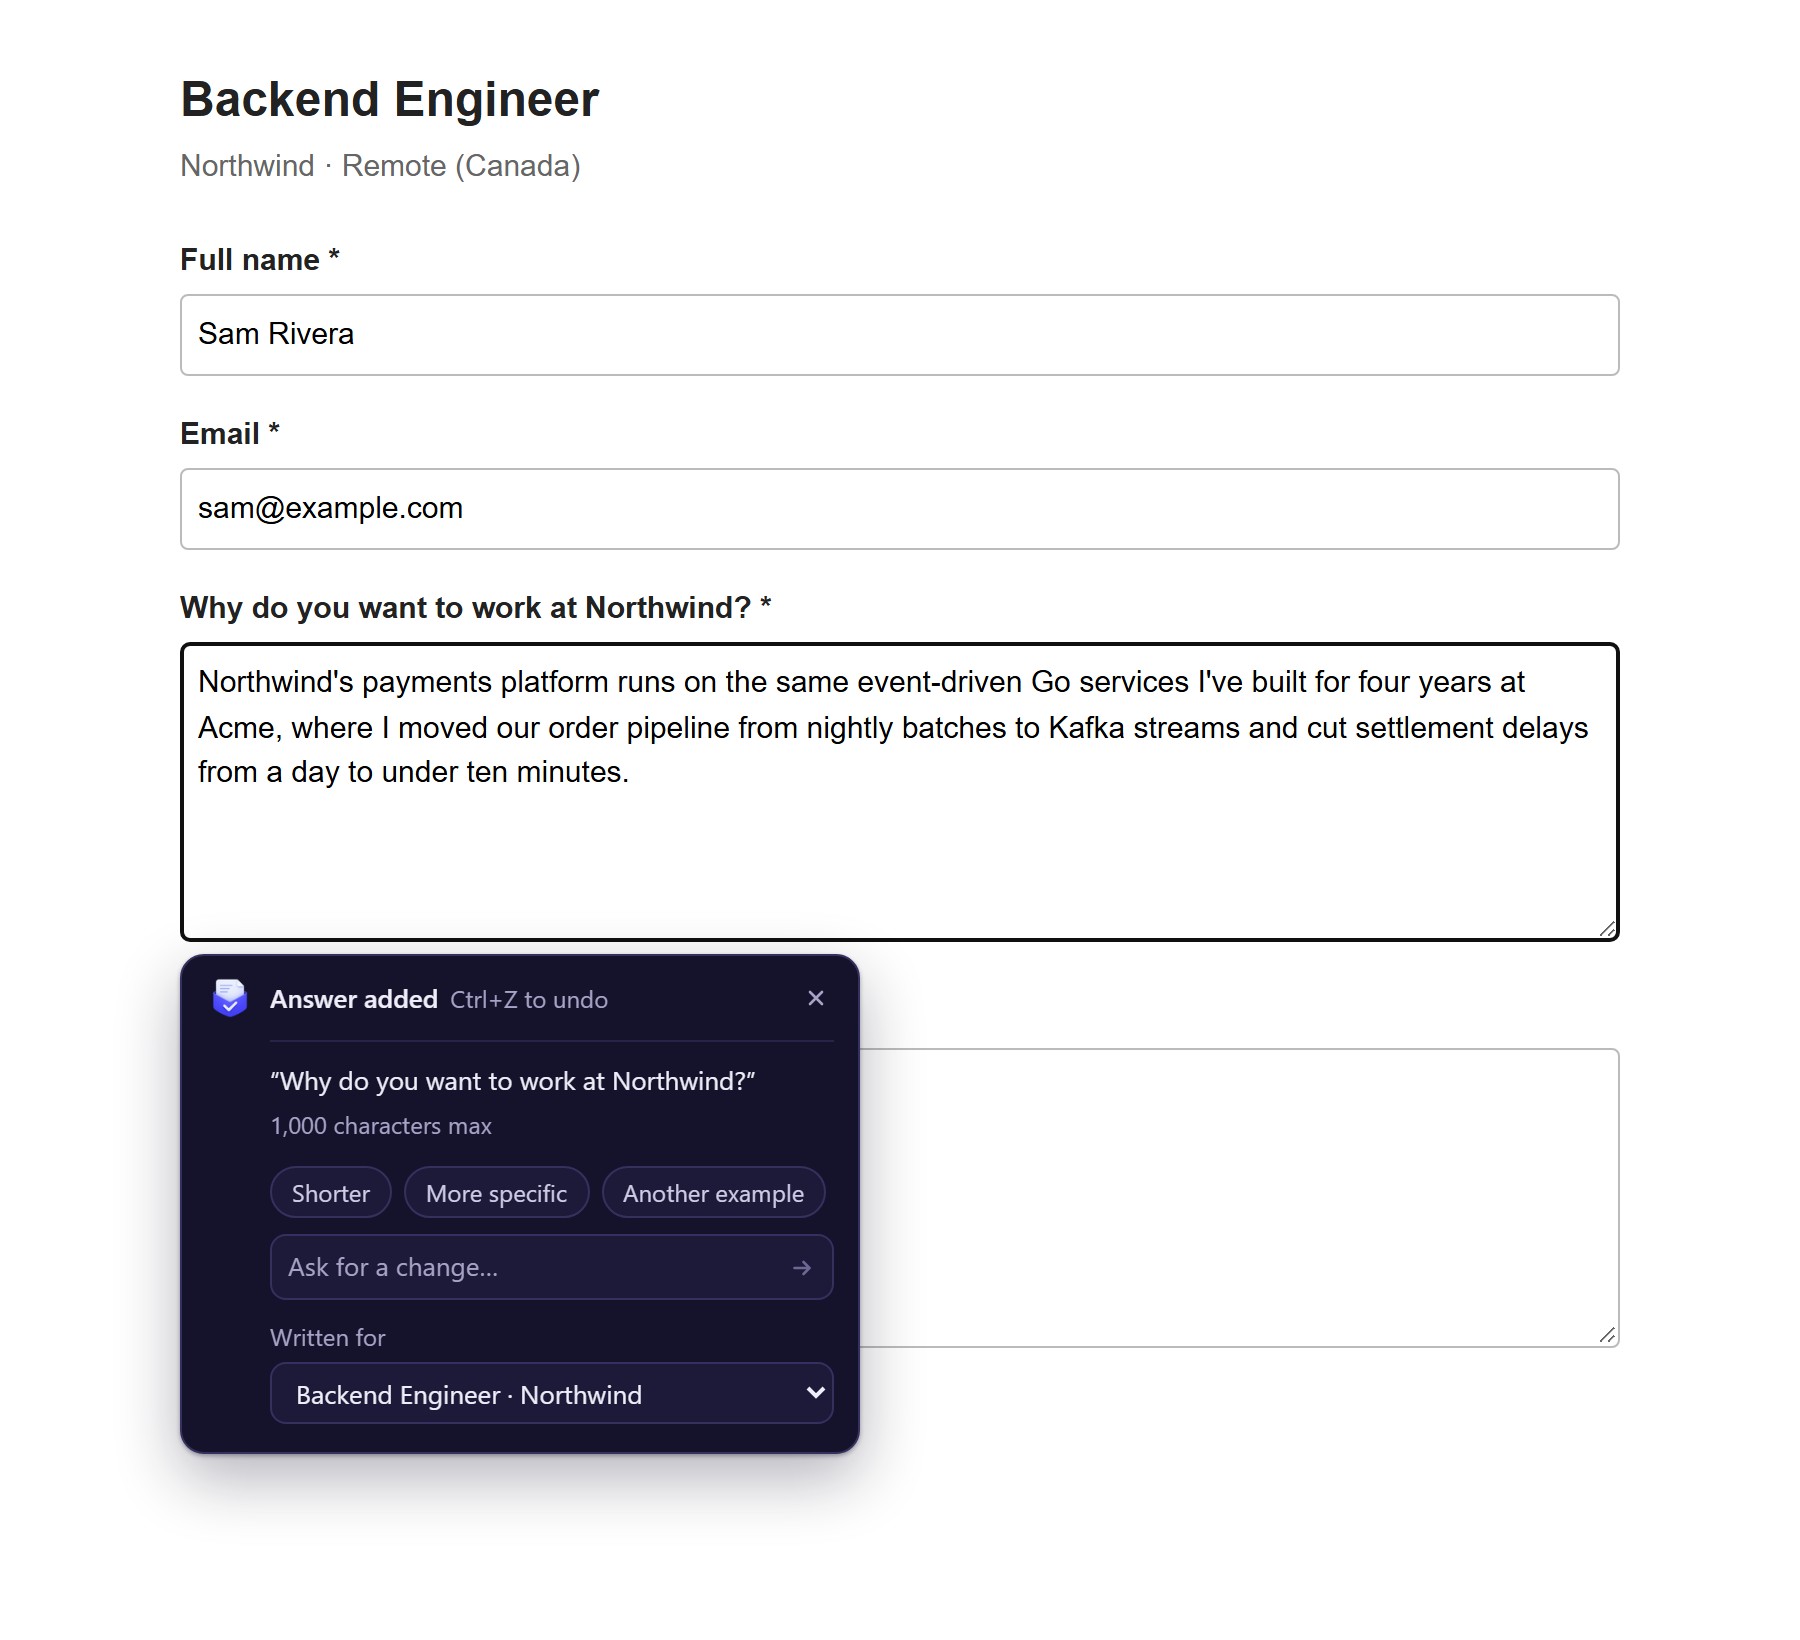 Backend Engineer
Northwind · Remote (Canada)
Full name *
Sam Rivera
Email *
sam@example.com
Why do you want to work at Northwind? *
Northwind's payments platform runs on the same event-driven Go services I've built for four years at
Acme, where I moved our order pipeline from nightly batches to Kafka streams and cut settlement delays
from a day to under ten minutes.
Answer added Ctrl+Z to undo
“Why do you want to work at Northwind?”
1,000 characters max
Shorter More specific Another example
Ask for a change...
Written for
Backend Engineer · Northwind